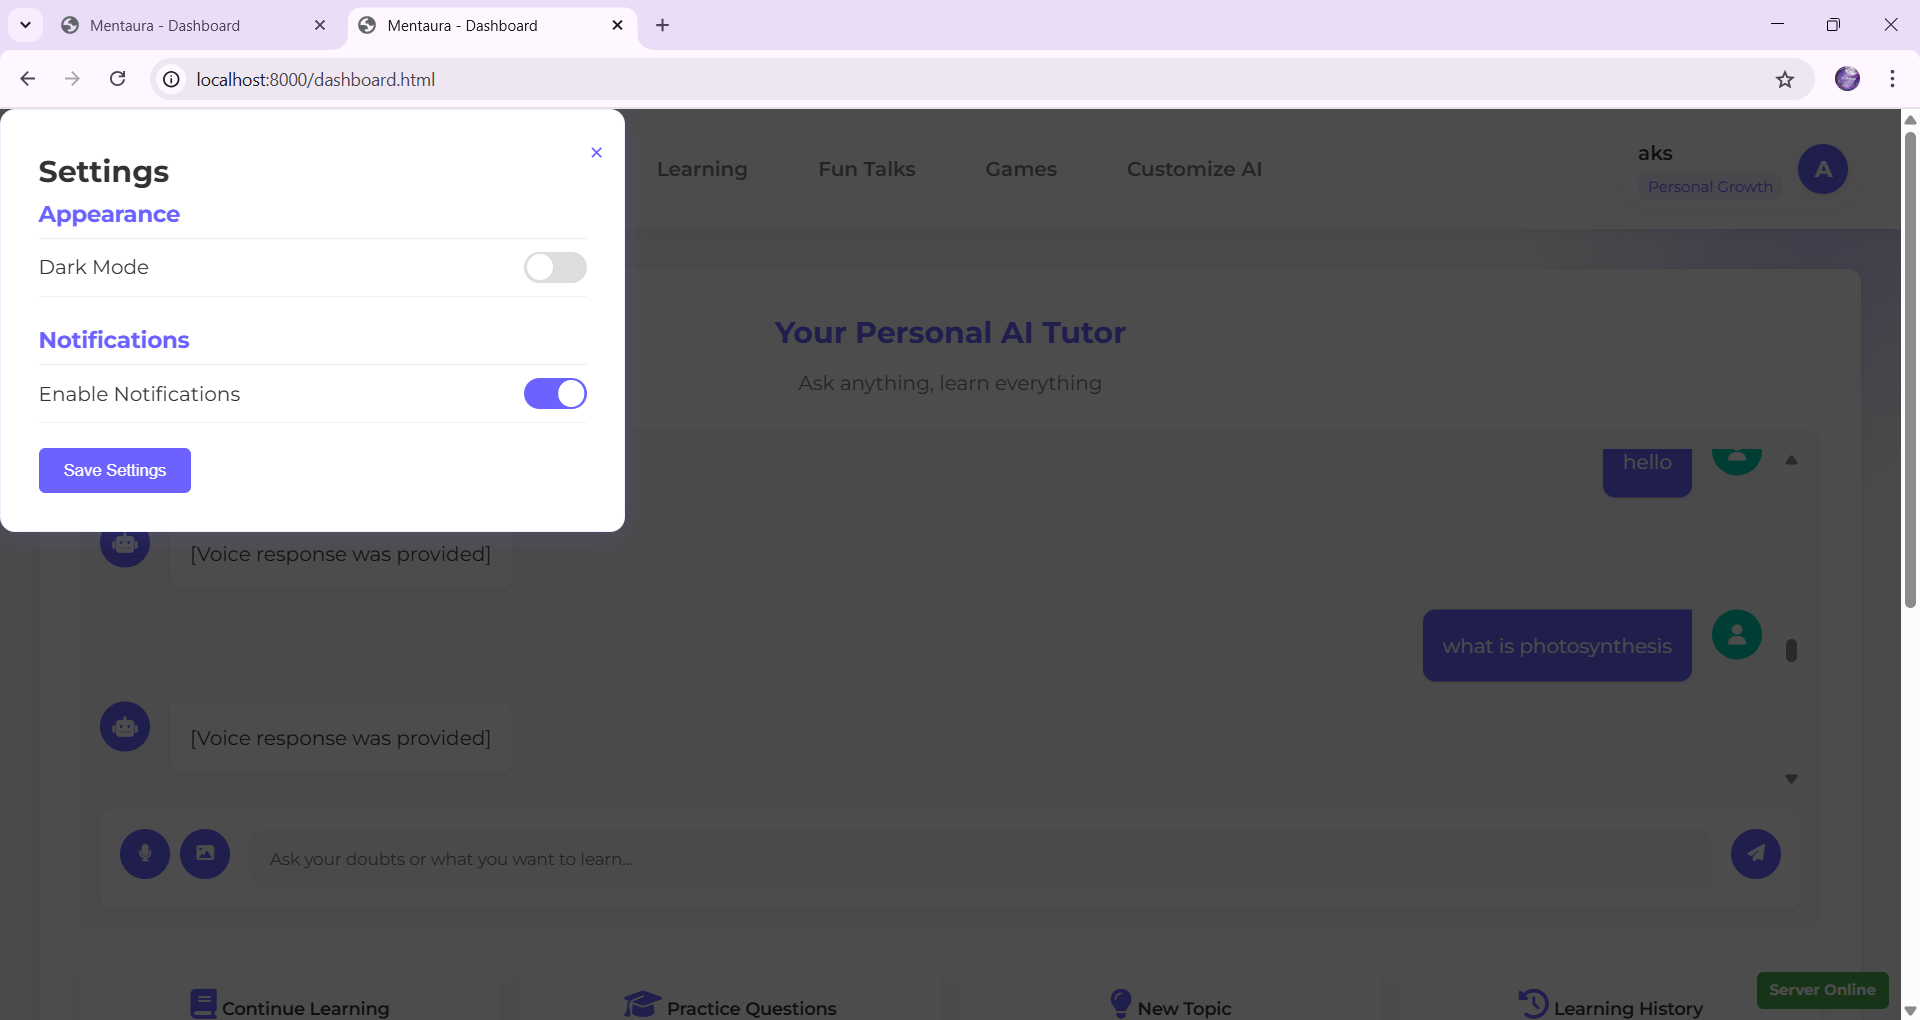 Mentaura - Dashboard
Mentaura - Dashboard
localhost:8000/dashboard.html
Settings
Appearance
Dark Mode
Notifications
Enable Notifications
Save Settings
Learning
Fun Talks
Games
Customize AI
aks
Personal Growth
A
Your Personal AI Tutor
Ask anything, learn everything
hello
[Voice response was provided]
what is photosynthesis
[Voice response was provided]
Ask your doubts or what you want to learn...
Continue Learning
Practice Questions
New Topic
Learning History
Server Online